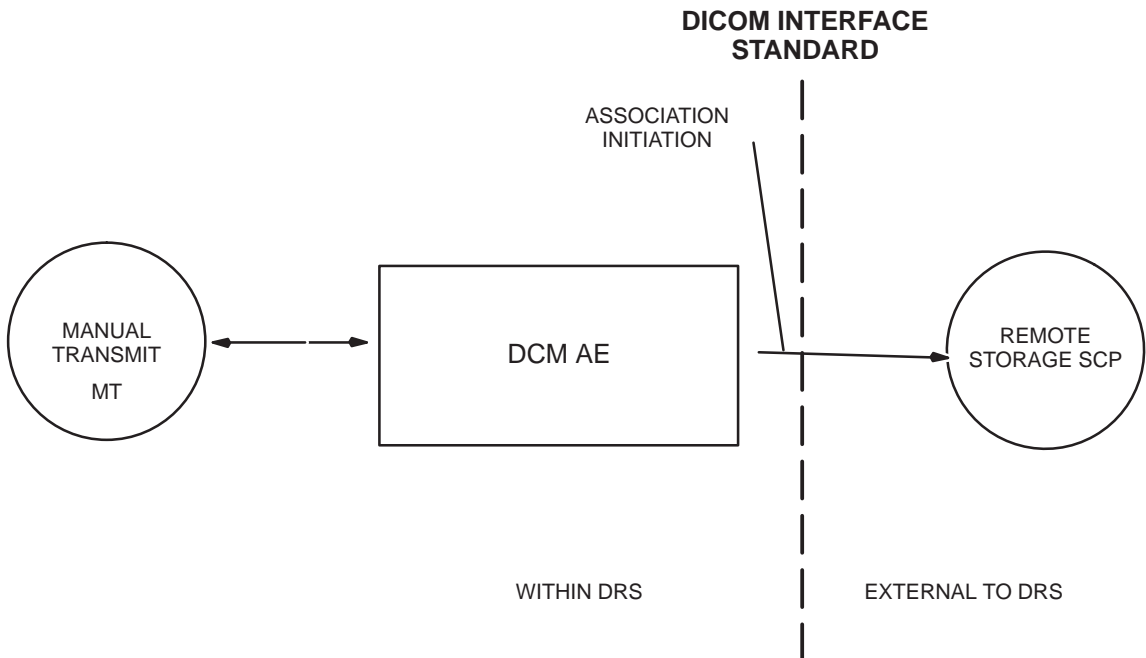 DICOM INTERFACE
STANDARD
ASSOCIATION
INITIATION
MANUAL
TRANSMIT
MT
DCM AE
REMOTE
STORAGE SCP
WITHIN DRS
EXTERNAL TO DRS